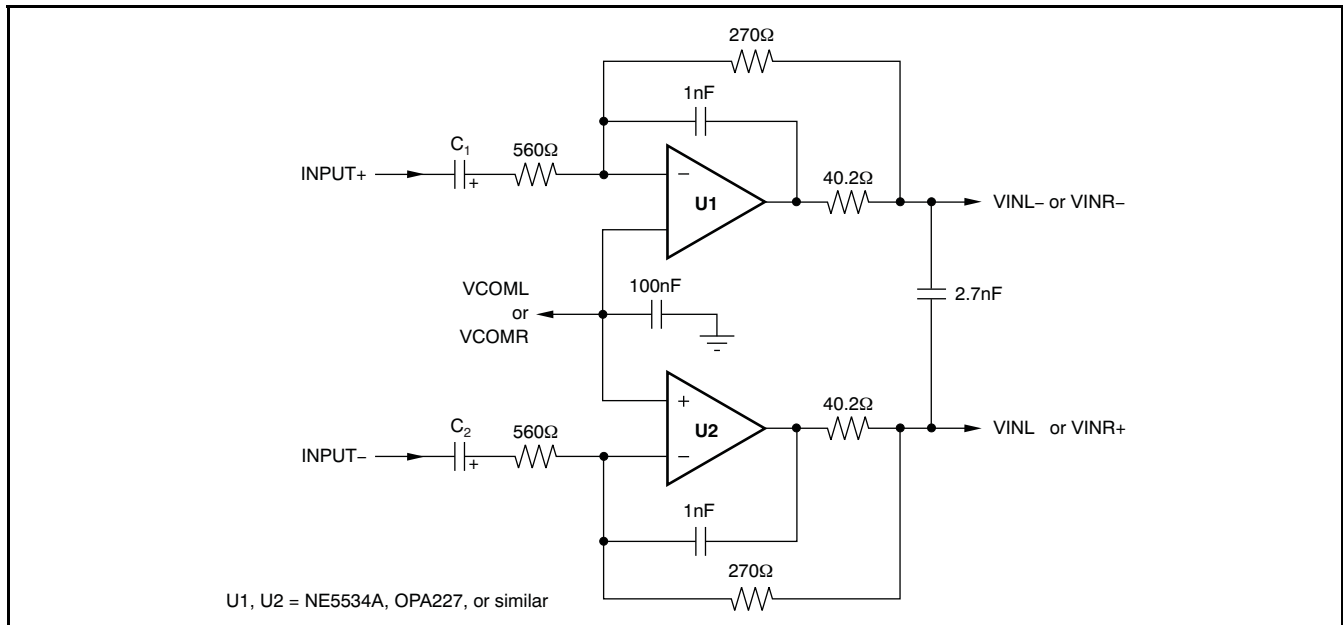 270Ω
1nF
C1
560Ω
INPUT+
+
−
U1
40.2Ω
VINL− or VINR−
VCOML
or
VCOMR
100nF
2.7nF
+
U2
−
40.2Ω
VINL or VINR+
C2
560Ω
INPUT−
+
1nF
270Ω
U1, U2 = NE5534A, OPA227, or similar